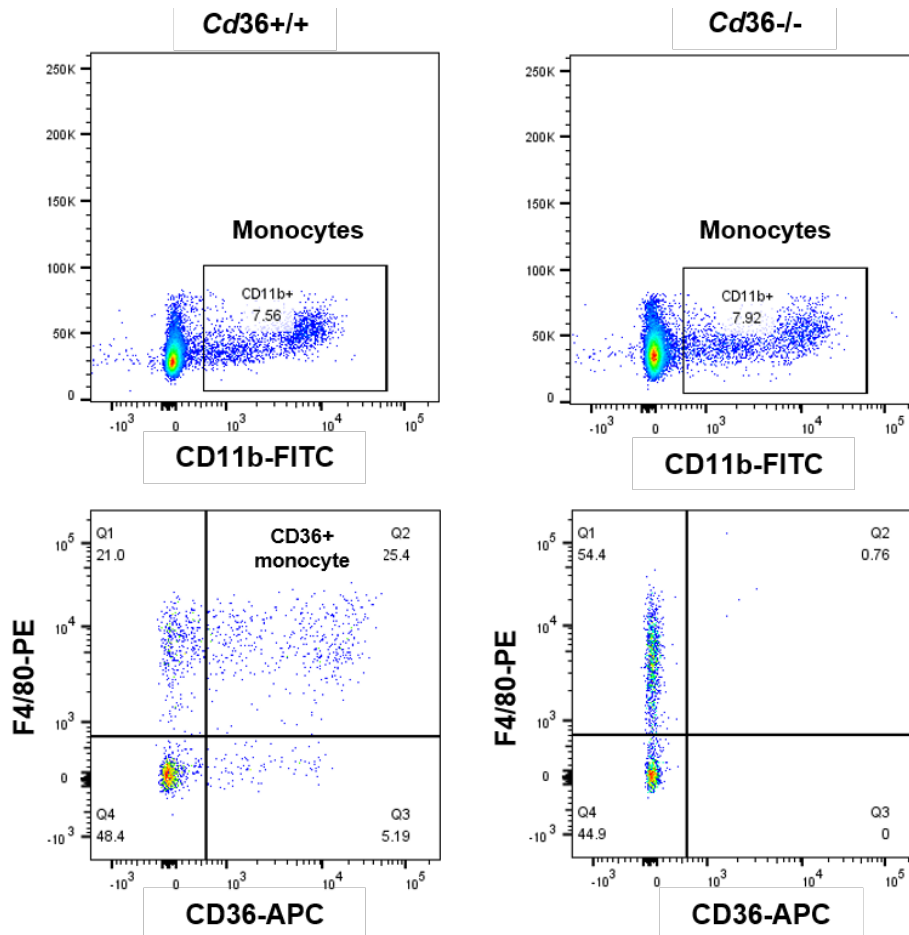 Cd36+/+
Cd36-/-
250K
200K
150K
100K
50K
0
Monocytes
CD11b+
7.56
-10³ 0 10³ 10⁴ 10⁵
CD11b-FITC
250K
200K
150K
100K
50K
0
Monocytes
CD11b+
7.92
-10³ 0 10³ 10⁴ 10⁵
CD11b-FITC
F4/80-PE
10⁵
10⁴
10³
0
-10³
Q1
21.0
CD36+
monocyte
Q2
25.4
Q4
48.4
Q3
5.19
-10³ 0 10³ 10⁴ 10⁵
CD36-APC
F4/80-PE
10⁵
10⁴
10³
0
-10³
Q1
54.4
Q2
0.76
Q4
44.9
Q3
0
-10³ 0 10³ 10⁴ 10⁵
CD36-APC